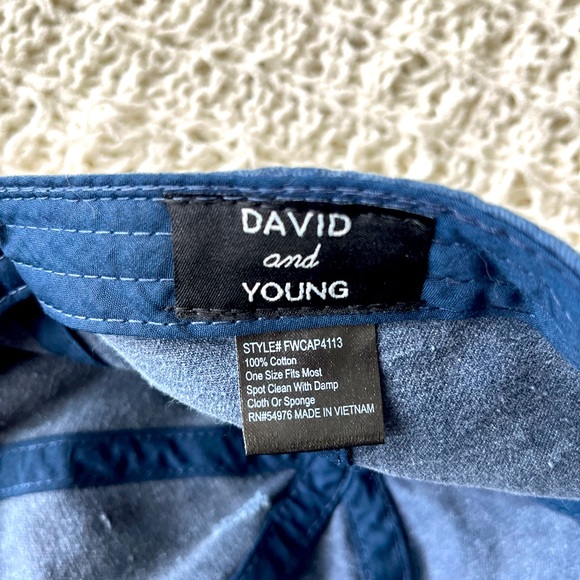 DAVID
and
YOUNG
STYLE# FWCAP4113
100% Cotton
One Size Fits Most
Spot Clean With Damp
Cloth Or Sponge
RN#54976 MADE IN VIETNAM